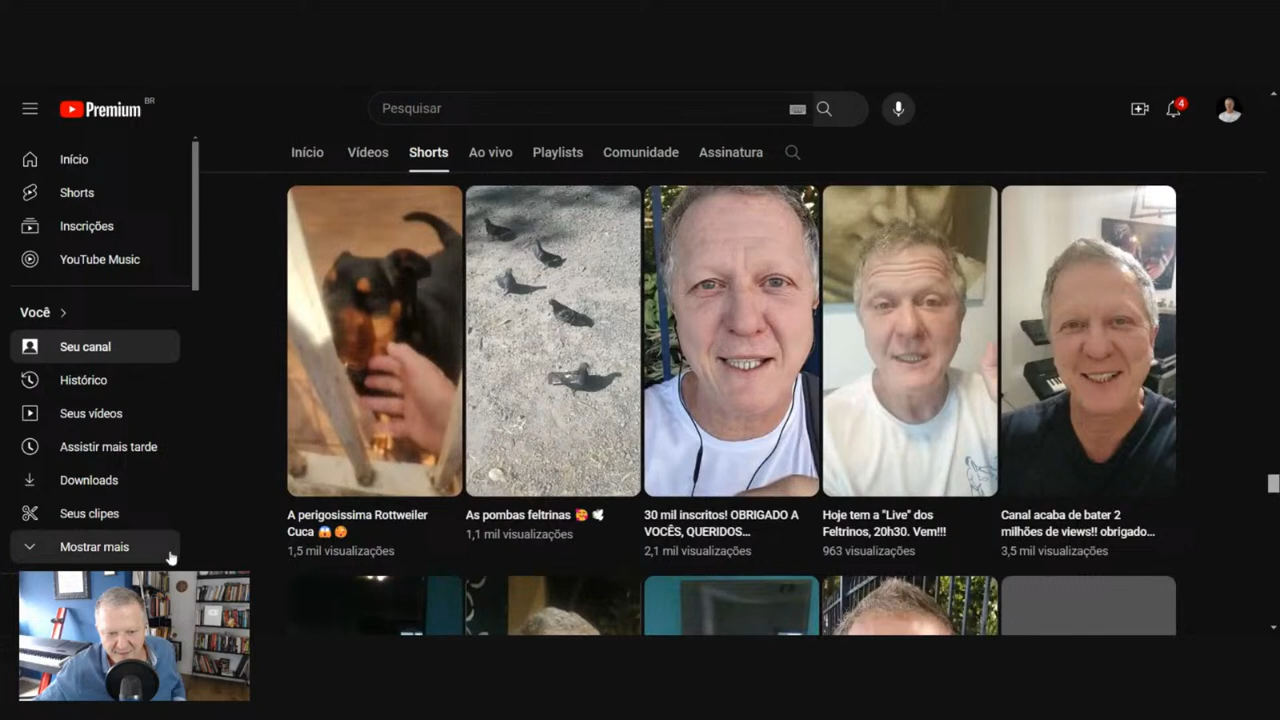 Premium BR
Pesquisar
4
Início
Shorts
Inscrições
YouTube Music
Você
Seu canal
Histórico
Seus vídeos
Assistir mais tarde
Downloads
Seus clipes
Mostrar mais
Início Vídeos Shorts Ao vivo Playlists Comunidade Assinatura
A perigosissima Rottweiler
Cuca 😱 🥵
1,5 mil visualizações
As pombas feltrinas 🥰 🕊️
1,1 mil visualizações
30 mil inscritos! OBRIGADO A
VOCÊS, QUERIDOS...
2,1 mil visualizações
Hoje tem a "Live" dos
Feltrinos, 20h30. Vem!!!
963 visualizações
Canal acaba de bater 2
milhões de views!! obrigado...
3,5 mil visualizações